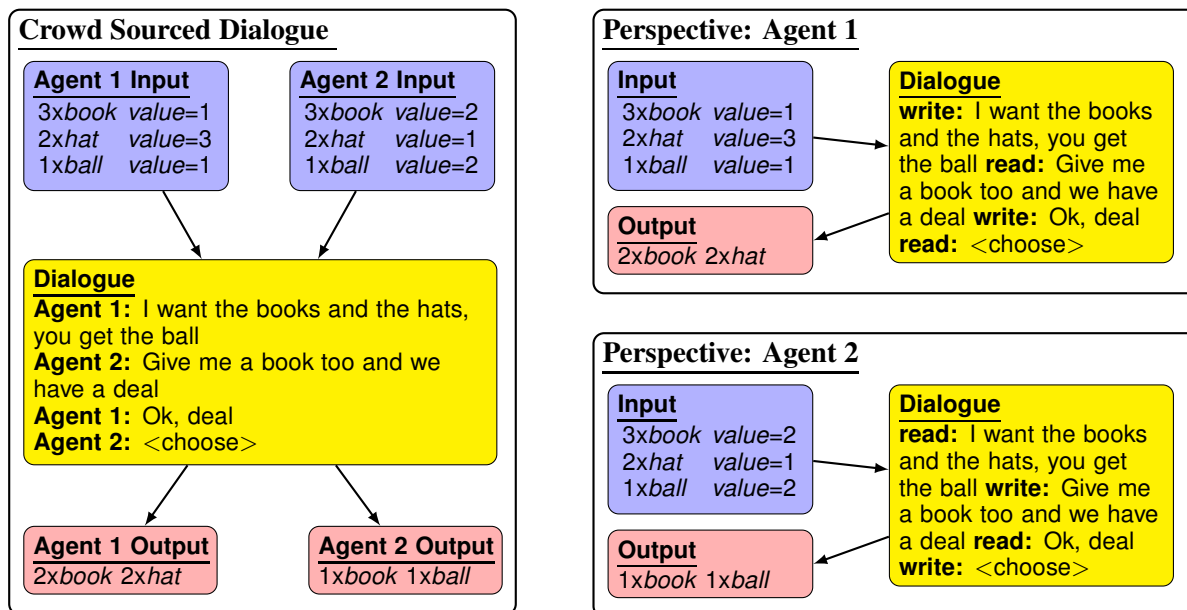 Crowd Sourced Dialogue
Agent 1 Input
3xbook value=1
2xhat value=3
1xball value=1
Agent 2 Input
3xbook value=2
2xhat value=1
1xball value=2
Dialogue
Agent 1: I want the books and the hats,
you get the ball
Agent 2: Give me a book too and we
have a deal
Agent 1: Ok, deal
Agent 2: <choose>
Agent 1 Output
2xbook 2xhat
Agent 2 Output
1xbook 1xball
Perspective: Agent 1
Input
3xbook value=1
2xhat value=3
1xball value=1
Output
2xbook 2xhat
Dialogue
write: I want the books
and the hats, you get
the ball read: Give me
a book too and we have
a deal write: Ok, deal
read: <choose>
Perspective: Agent 2
Input
3xbook value=2
2xhat value=1
1xball value=2
Output
1xbook 1xball
Dialogue
read: I want the books
and the hats, you get
the ball write: Give me
a book too and we have
a deal read: Ok, deal
write: <choose>